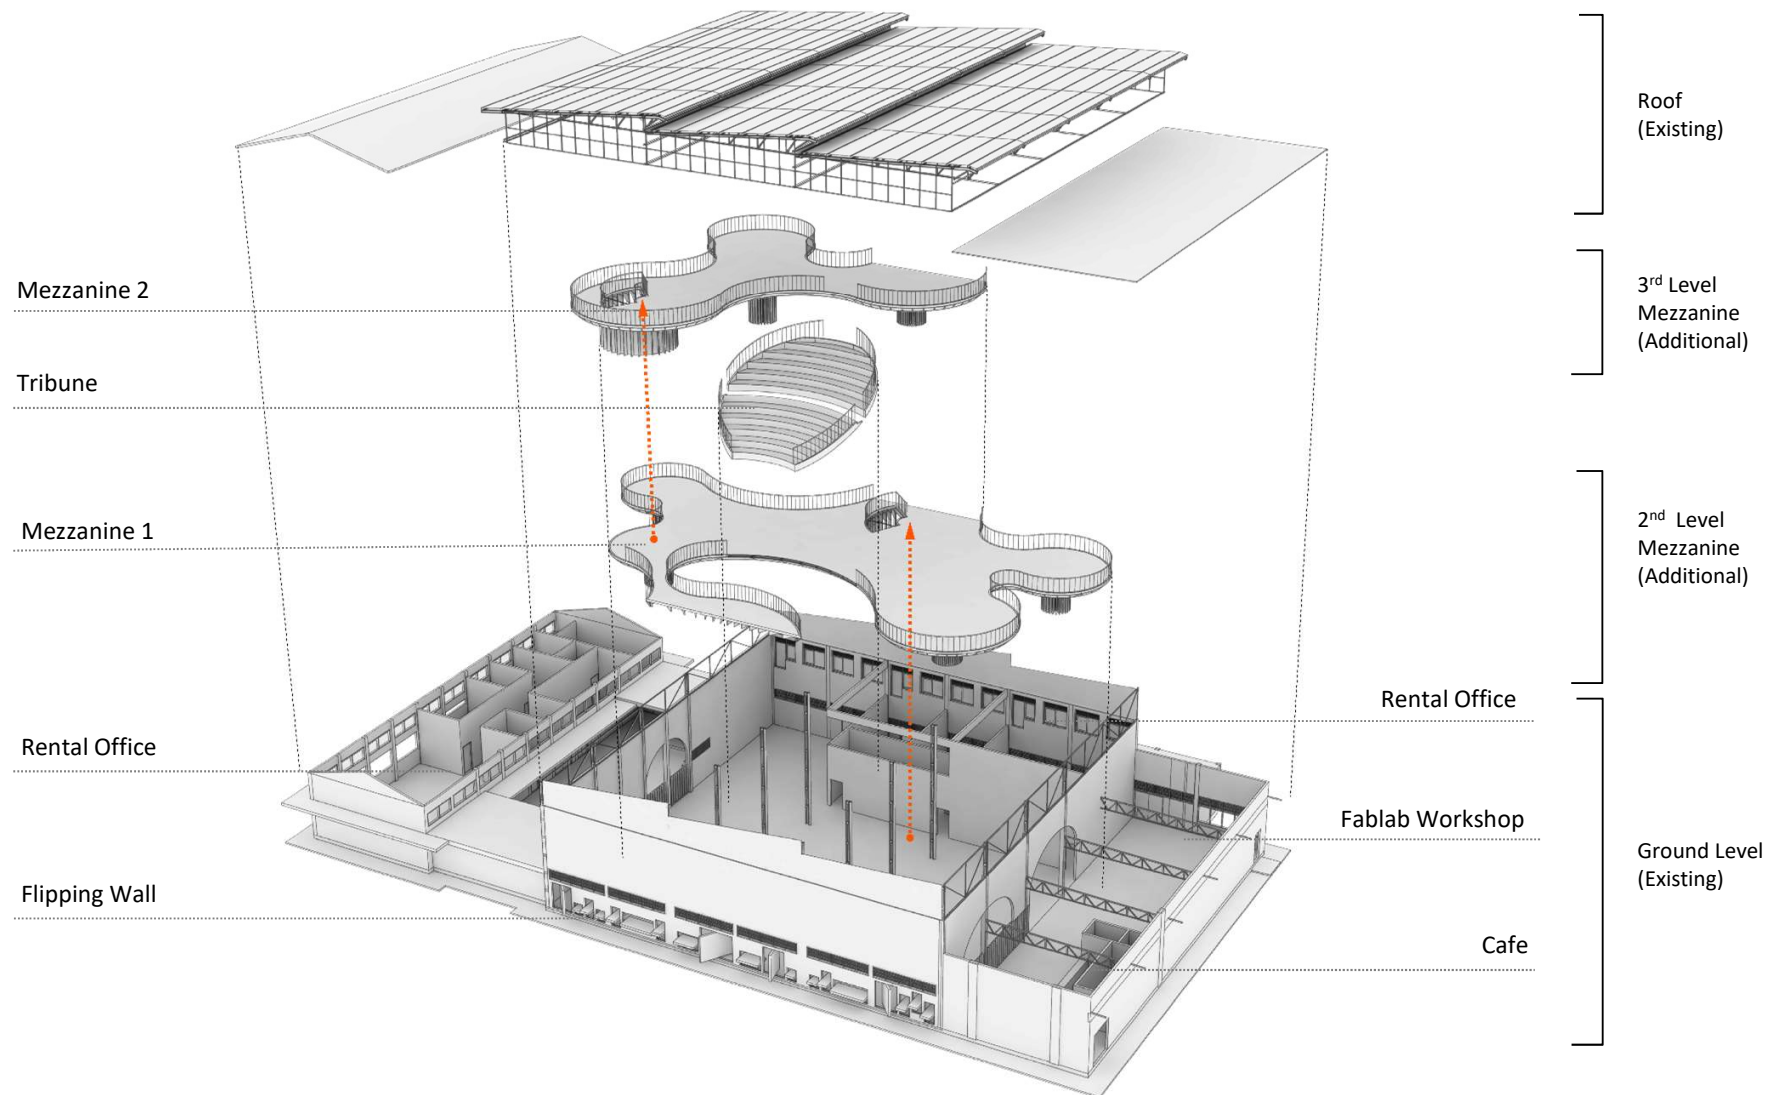 Roof
(Existing)
Mezzanine 2
3rd Level
Mezzanine
(Additional)
Tribune
Mezzanine 1
2nd Level
Mezzanine
(Additional)
Rental Office
Rental Office
Fablab Workshop
Ground Level
(Existing)
Flipping Wall
Cafe